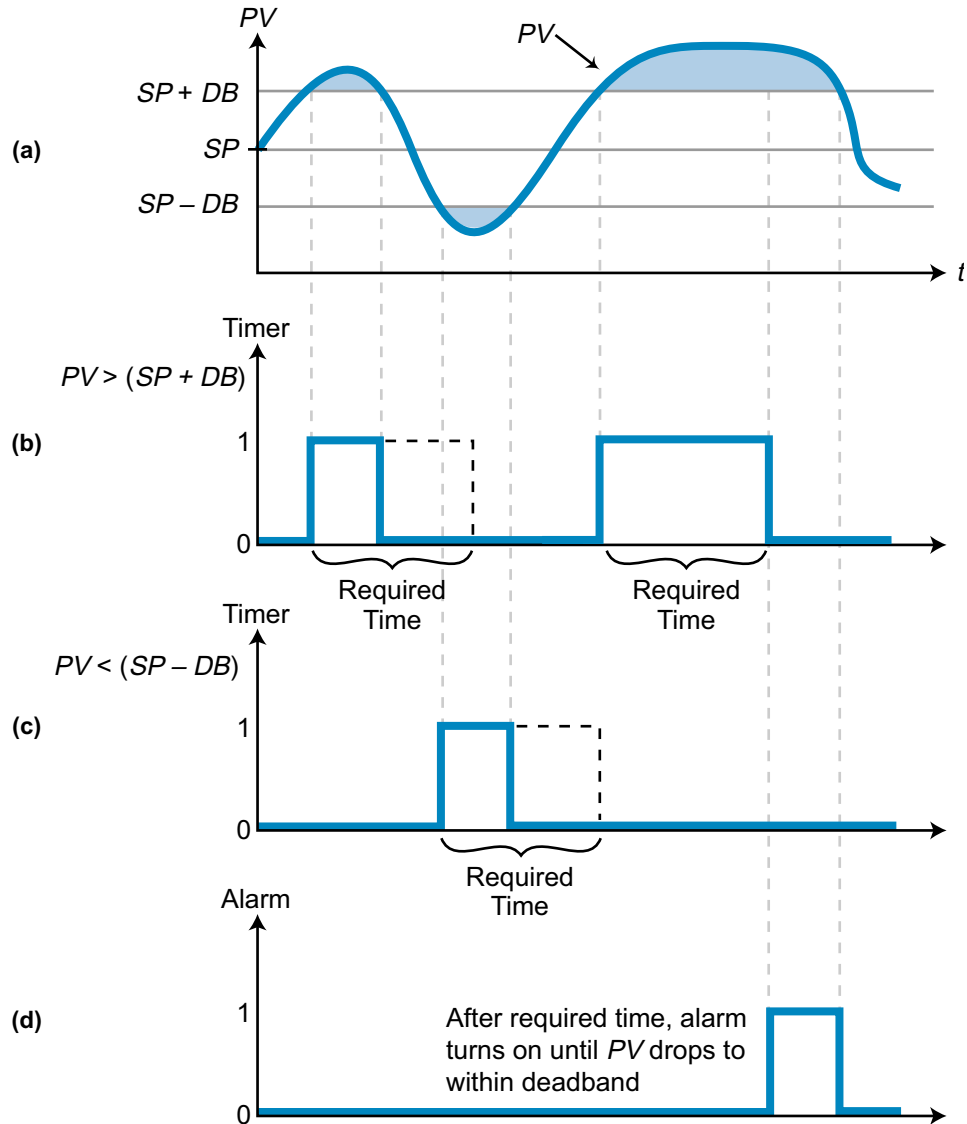 PV
PV
SP + DB
(a)
SP
SP – DB
t
Timer
PV > (SP + DB)
(b)
1
0
Required
Time
Required
Time
Timer
PV < (SP – DB)
(c)
1
0
Required
Time
Alarm
(d)
1
After required time, alarm
turns on until PV drops to
within deadband
0